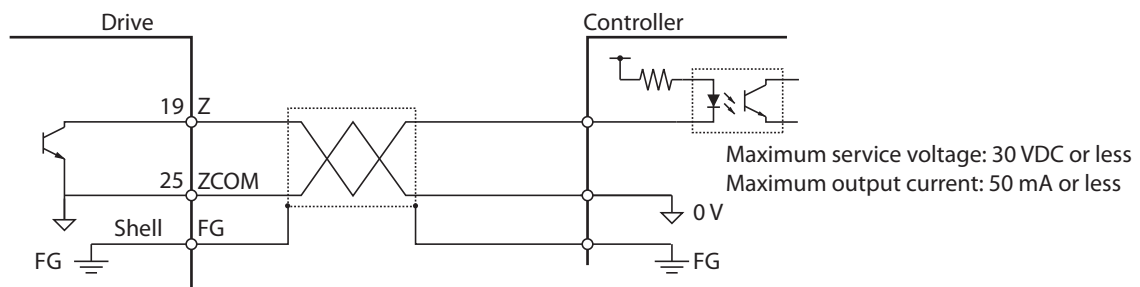 Drive
Controller
19 Z
Maximum service voltage: 30 VDC or less
25 ZCOM
Maximum output current: 50 mA or less
0 V
Shell FG
FG
FG